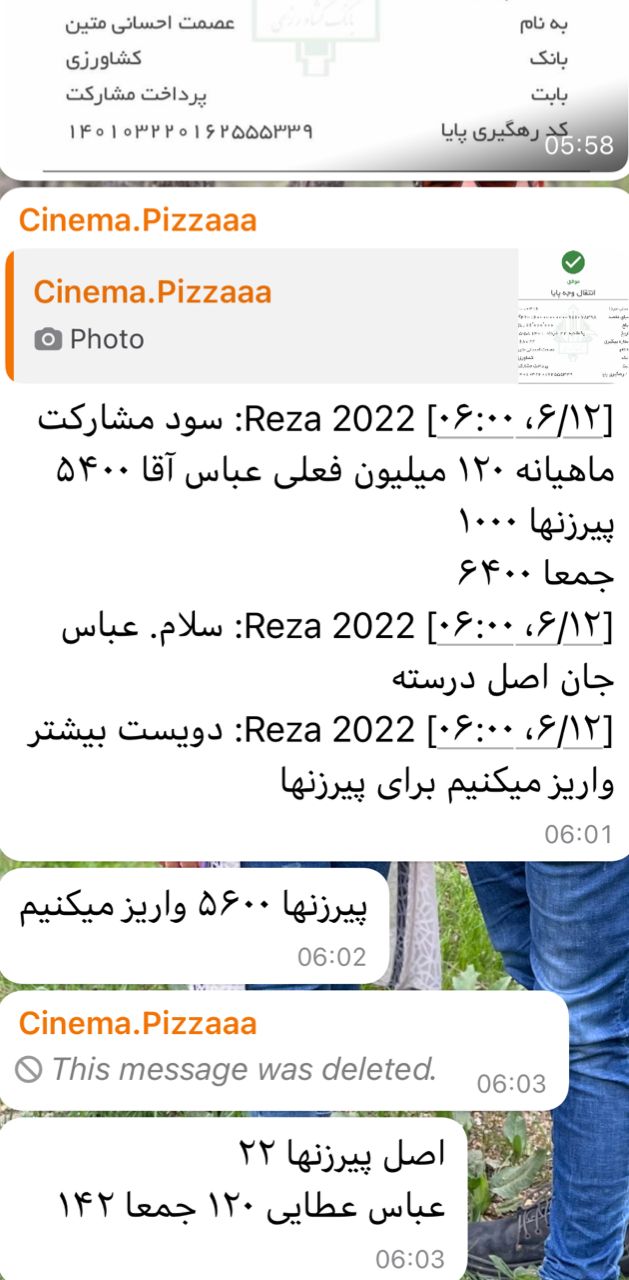 به نام عصمت احسانی متین
بانک کشاورزی
بابت پرداخت مشارکت
کد رهگیری پایا ۱۴۰۱۰۳۲۲۰۱۶۲۵۵۵۳۳۹
05:58
Cinema.Pizzaaa
Cinema.Pizzaaa
Photo
موفق
انتقال وجه پایا
[۶/۱۲، ۰۶:۰۰] Reza 2022: سود مشارکت
ماهیانه ۱۲۰ میلیون فعلی عباس آقا ۵۴۰۰
پیرزنها ۱۰۰۰
جمعا ۶۴۰۰
[۶/۱۲، ۰۶:۰۰] Reza 2022: سلام. عباس
جان اصل درسته
[۶/۱۲، ۰۶:۰۰] Reza 2022: دویست بیشتر
واریز میکنیم برای پیرزنها
06:01
پیرزنها ۵۶۰۰ واریز میکنیم
06:02
Cinema.Pizzaaa
This message was deleted.
06:03
اصل پیرزنها ۲۲
عباس عطایی ۱۲۰ جمعا ۱۴۲
06:03